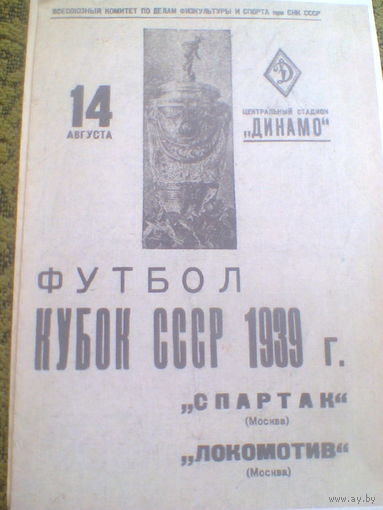 ВСЕСОЮЗНЫЙ КОМИТЕТ ПО ДЕЛАМ ФИЗКУЛЬТУРЫ И СПОРТА при СНК СССР
14
АВГУСТА
Д
ЦЕНТРАЛЬНЫЙ СТАДИОН
„ДИНАМО“
ФУТБОЛ
КУБОК СССР 1939 г.
„СПАРТАК“
(Москва)
„ЛОКОМОТИВ“
(Москва)
www.ay.by